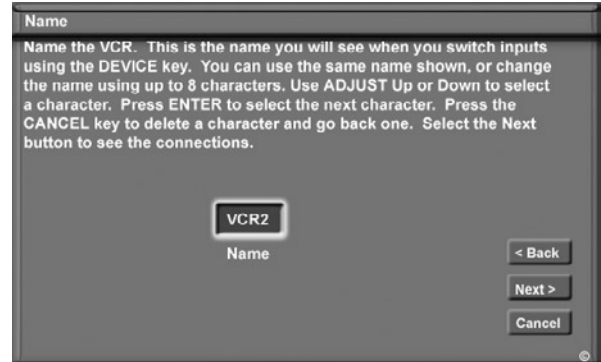 Name
Name the VCR.  This is the name you will see when you switch inputs
using the DEVICE key.  You can use the same name shown, or change
the name using up to 8 characters. Use ADJUST Up or Down to select
a character.  Press ENTER to select the next character.  Press the
CANCEL key to delete a character and go back one.  Select the Next
button to see the connections.
VCR2
Name
< Back
Next >
Cancel
©